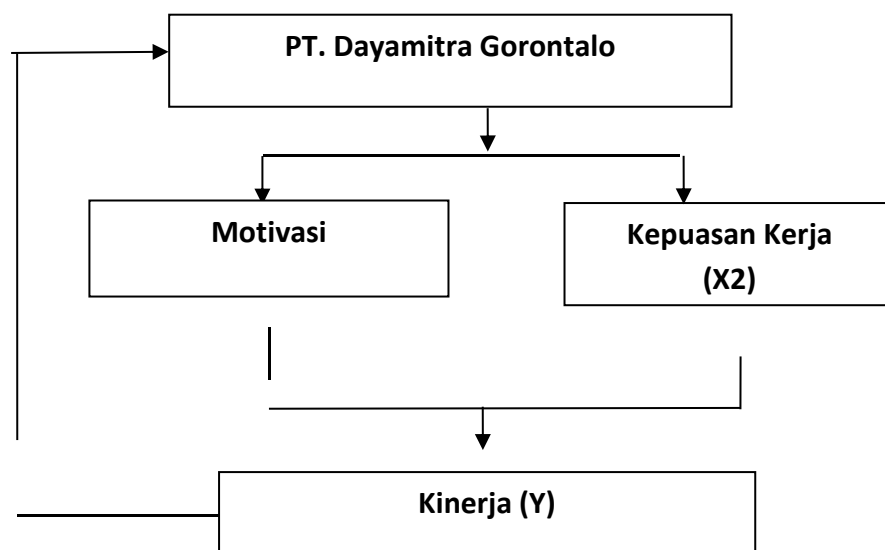 PT. Dayamitra Gorontalo
Motivasi
Kepuasan Kerja
(X2)
Kinerja (Y)